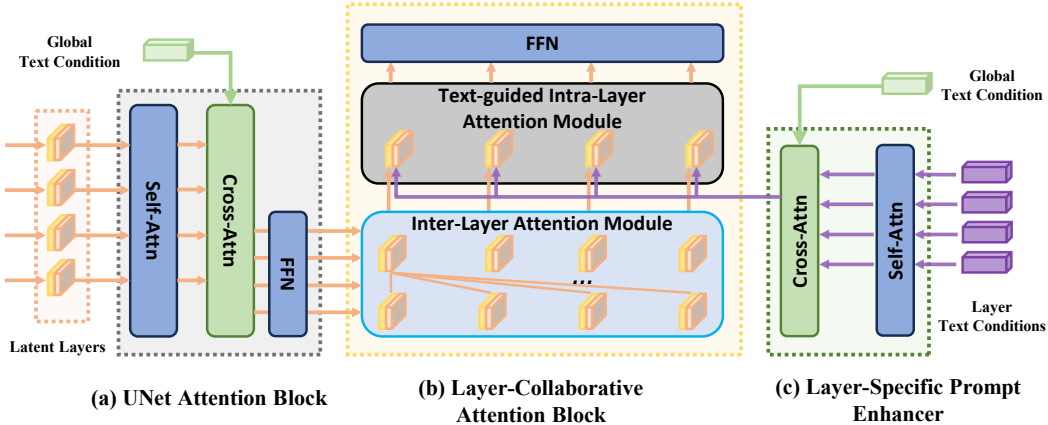 Global
Text Condition
Self-Attn
Cross-Attn
FFN
Latent Layers
(a) UNet Attention Block
FFN
Text-guided Intra-Layer
Attention Module
Inter-Layer Attention Module
...
(b) Layer-Collaborative
Attention Block
Global
Text Condition
Cross-Attn
Self-Attn
Layer
Text Conditions
(c) Layer-Specific Prompt
Enhancer